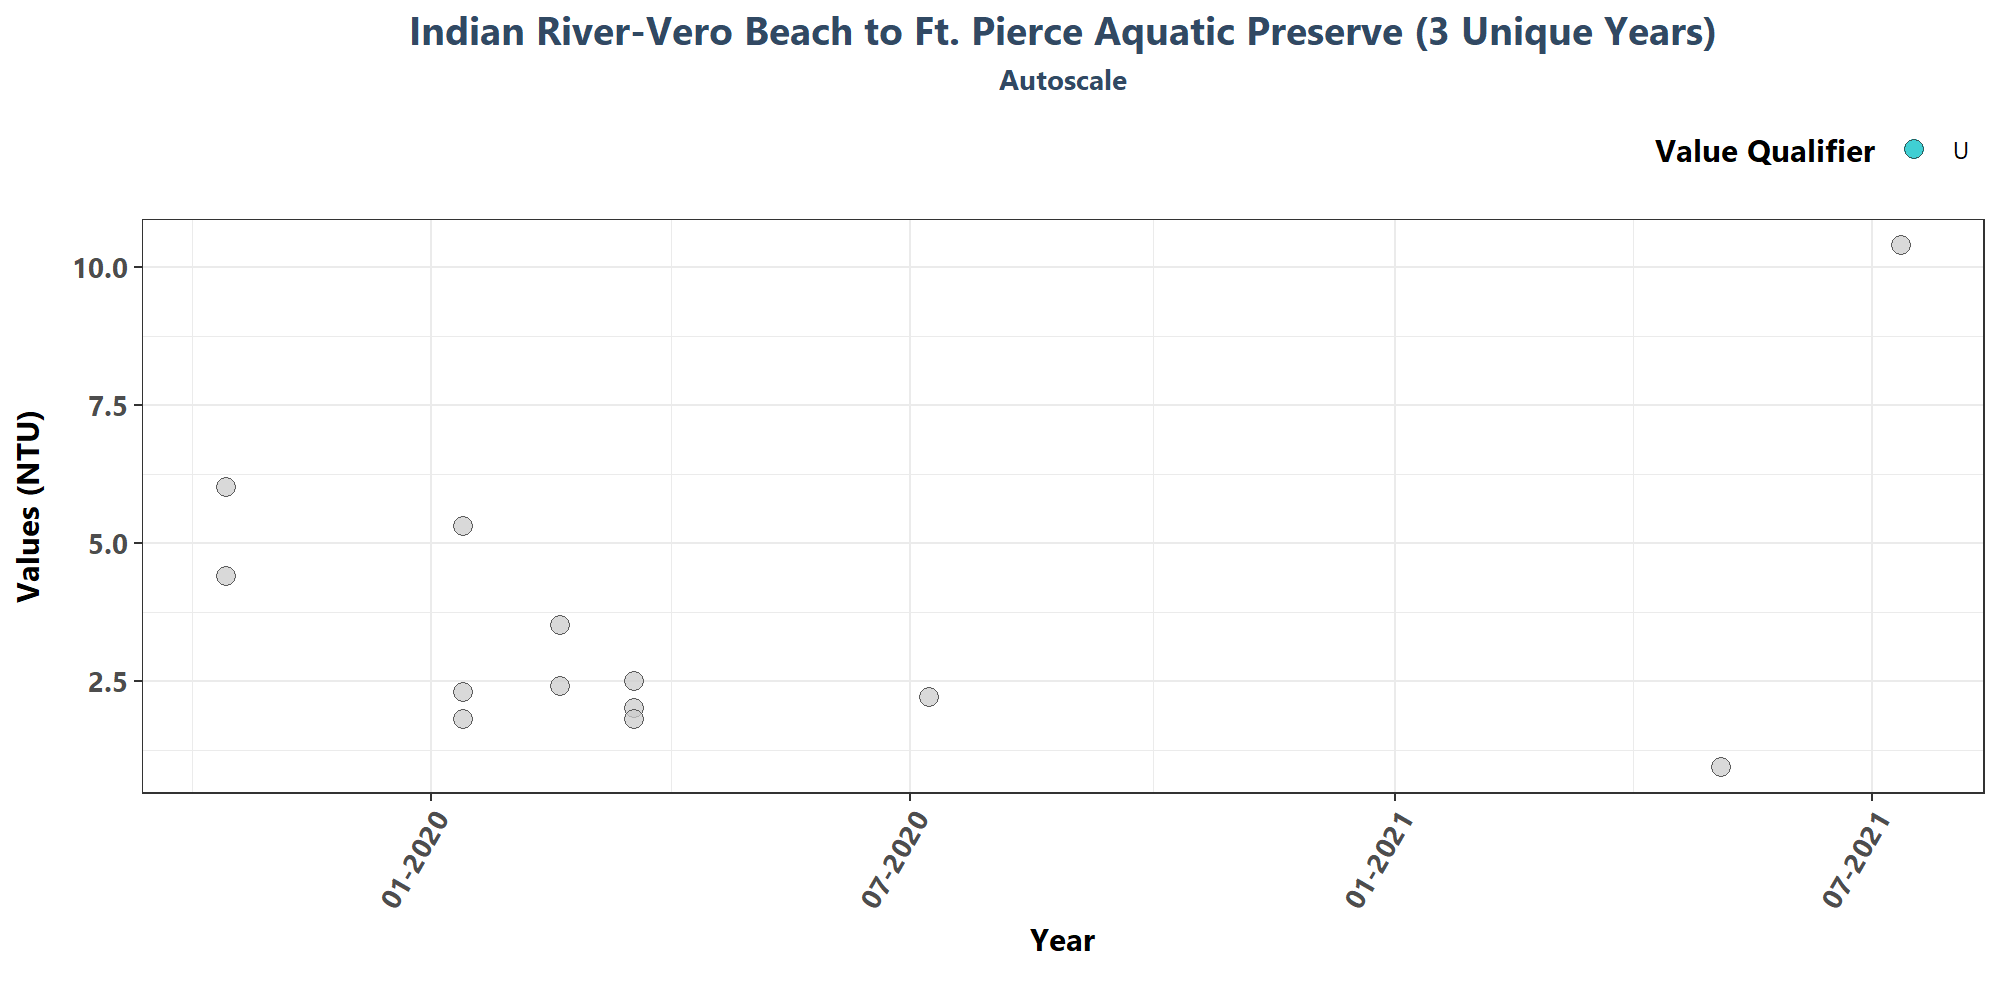 Indian River-Vero Beach to Ft. Pierce Aquatic Preserve (3 Unique Years)
Autoscale
Value Qualifier U
Values (NTU)
10.0
7.5
5.0
2.5
01-2020 07-2020 01-2021 07-2021
Year